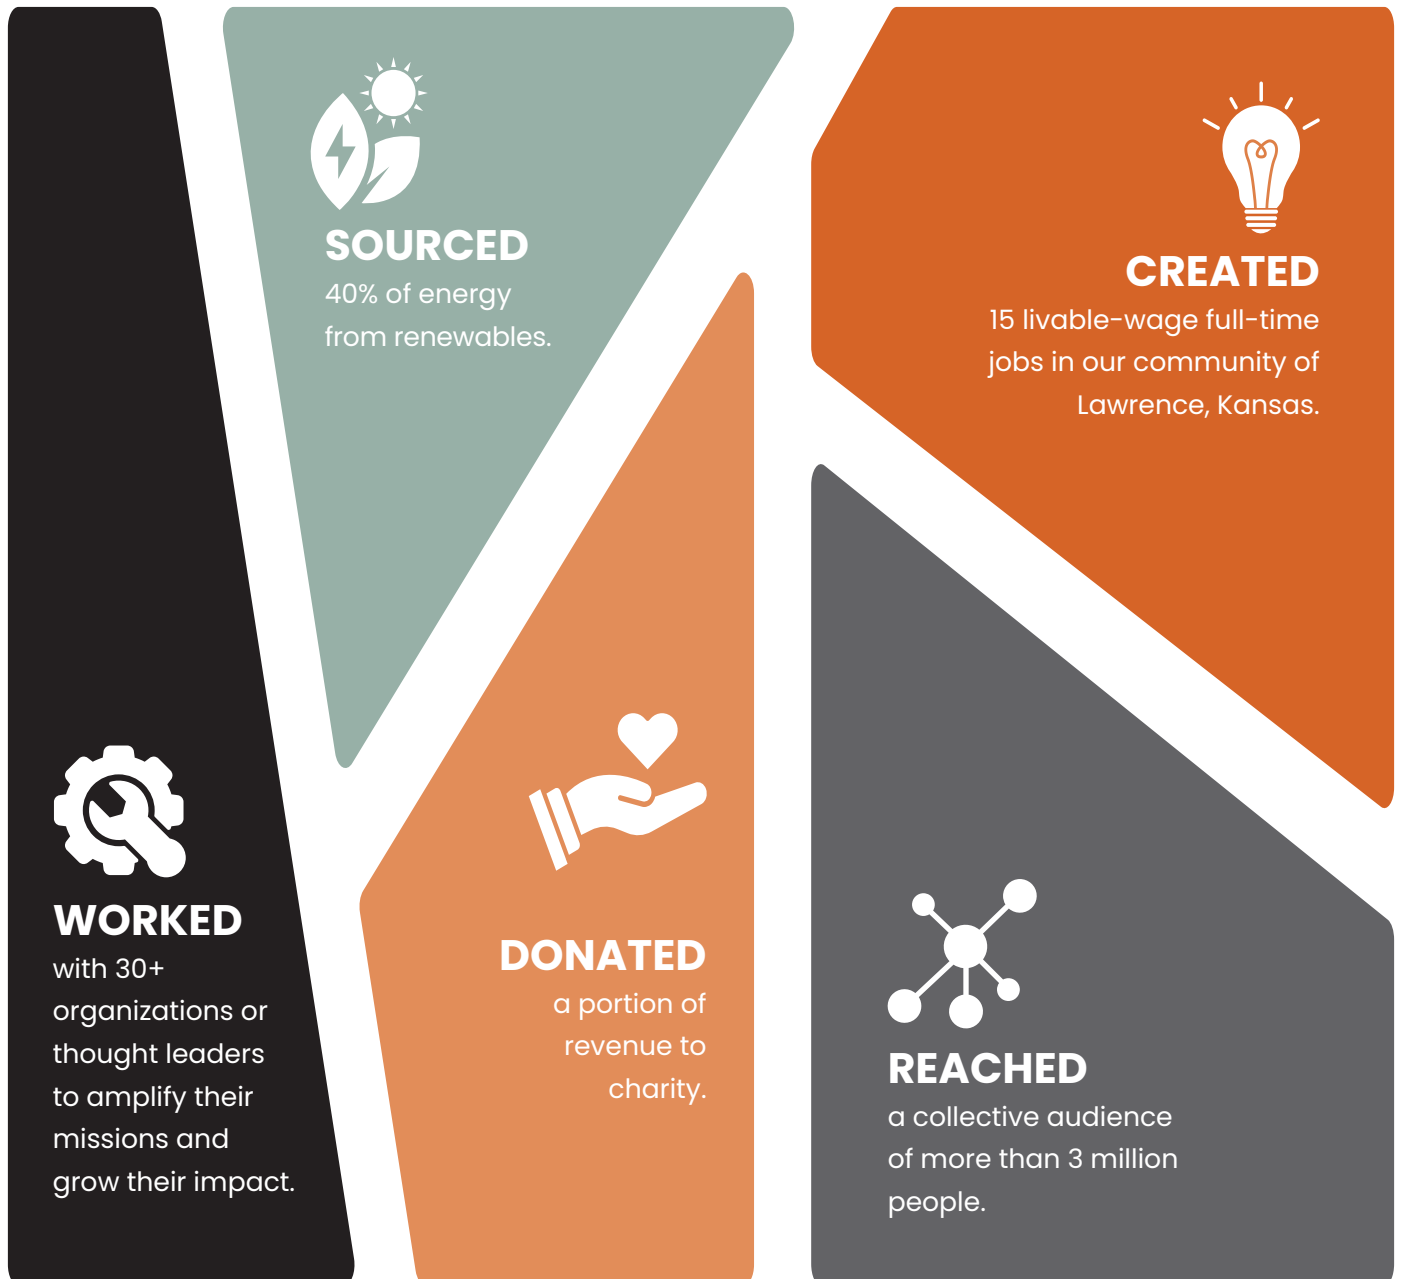 SOURCED
40% of energy
from renewables.
CREATED
15 livable-wage full-time
jobs in our community of
Lawrence, Kansas.
WORKED
with 30+
organizations or
thought leaders
to amplify their
missions and
grow their impact.
DONATED
a portion of
revenue to
charity.
REACHED
a collective audience
of more than 3 million
people.